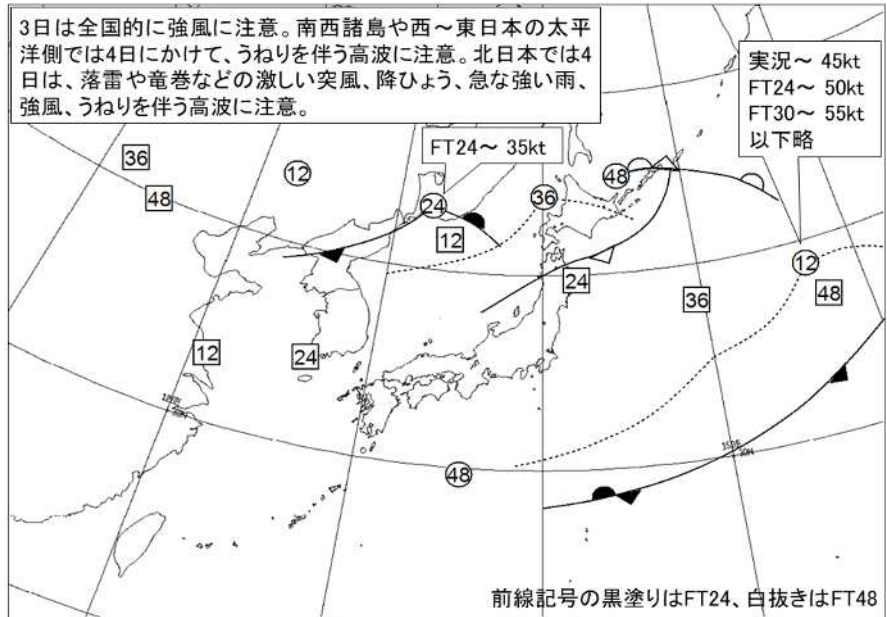 3日は全国的に強風に注意。南西諸島や西～東日本の太平
洋側では4日にかけて、うねりを伴う高波に注意。北日本では4
日は、落雷や竜巻などの激しい突風、降ひょう、急な強い雨、
強風、うねりを伴う高波に注意。
実況～ 45kt
FT24～ 50kt
FT30～ 55kt
以下略
FT24～ 35kt
36
12
48
48
24
36
12
12
24
48
36
12
24
48
前線記号の黒塗りはFT24、白抜きはFT48